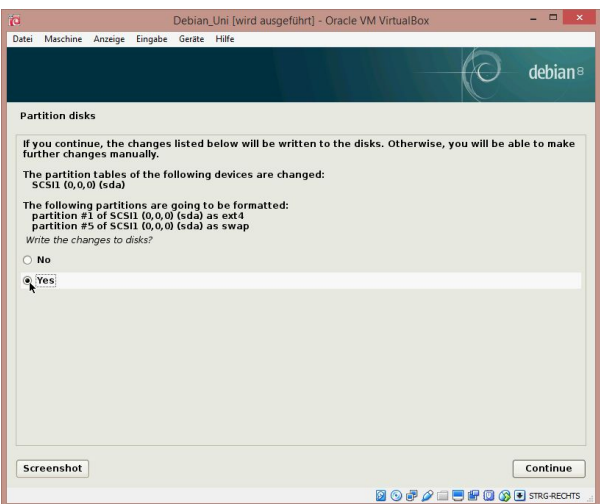 Debian_Uni [wird ausgeführt] - Oracle VM VirtualBox
Datei Maschine Anzeige Eingabe Geräte Hilfe
debian 8
Partition disks
If you continue, the changes listed below will be written to the disks. Otherwise, you will be able to make
further changes manually.
The partition tables of the following devices are changed:
SCSI1 (0,0,0) (sda)
The following partitions are going to be formatted:
partition #1 of SCSI1 (0,0,0) (sda) as ext4
partition #5 of SCSI1 (0,0,0) (sda) as swap
Write the changes to disks?
No
Yes
Screenshot Continue
STRG-RECHTS